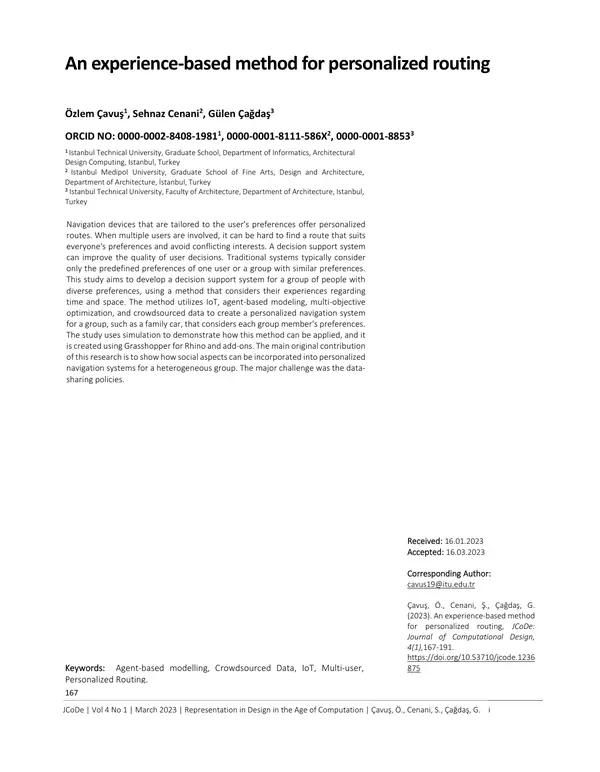 An experience-based method for personalized routing
Özlem Çavuş1, Sehnaz Cenani2, Gülen Çağdaş3
ORCID NO: 0000-0002-8408-19811, 0000-0001-8111-586X2, 0000-0001-88533
1 Istanbul Technical University, Graduate School, Department of Informatics, Architectural
Design Computing, Istanbul, Turkey
2 Istanbul Medipol University, Graduate School of Fine Arts, Design and Architecture,
Department of Architecture, İstanbul, Turkey
3 Istanbul Technical University, Faculty of Architecture, Department of Architecture, Istanbul,
Turkey
Navigation devices that are tailored to the user's preferences offer personalized
routes. When multiple users are involved, it can be hard to find a route that suits
everyone's preferences and avoid conflicting interests. A decision support system
can improve the quality of user decisions. Traditional systems typically consider
only the predefined preferences of one user or a group with similar preferences.
This study aims to develop a decision support system for a group of people with
diverse preferences, using a method that considers their experiences regarding
time and space. The method utilizes IoT, agent-based modeling, multi-objective
optimization, and crowdsourced data to create a personalized navigation system
for a group, such as a family car, that considers each group member's preferences.
The study uses simulation to demonstrate how this method can be applied, and it
is created using Grasshopper for Rhino and add-ons. The main original contribution
of this research is to show how social aspects can be incorporated into personalized
navigation systems for a heterogeneous group. The major challenge was the data-
sharing policies.
Received: 16.01.2023
Accepted: 16.03.2023
Corresponding Author:
cavus19@itu.edu.tr
Çavuş, Ö., Cenani, Ş., Çağdaş, G.
(2023). An experience-based method
for personalized routing, JCoDe:
Journal of Computational Design,
4(1),167-191.
https://doi.org/10.53710/jcode.1236
875
Keywords: Agent-based modelling, Crowdsourced Data, IoT, Multi-user,
Personalized Routing.
167
JCoDe | Vol 4 No 1 | March 2023 | Representation in Design in the Age of Computation | Çavuş, Ö., Cenani, S., Çağdaş, G. i